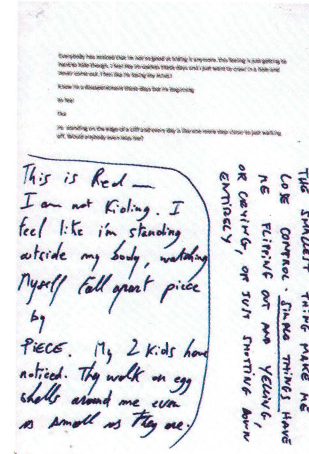 Everybody has noticed that I'm not so good at hiding it anymore. this feeling is just getting to
hard to hide though. I feel like I'm useless these days and I just want to crawl in a hole and
never come out. I feel like I'm losing my mind!
I know I'm a disappointment these days but I'm beginning
to feel
that
I'm standing on the edge of a cliff and every day is like one more step closer to just walking
off. Would anybody even miss me?
This is Real
I am not Kidding. I
feel like i'm standing
outside my body, watching
Myself fall apart piece
by
PIECE. My 2 Kids have
noticed. They walk on egg
shells around me even
as small as they are.
THE SMALLEST THING MAKE ME
LOSE CONTROL. THINGS HAVE
ME FLIPPING OUT AND YELLING,
OR CRYING, OR JUST SHUTTING DOWN
ENTIRELY